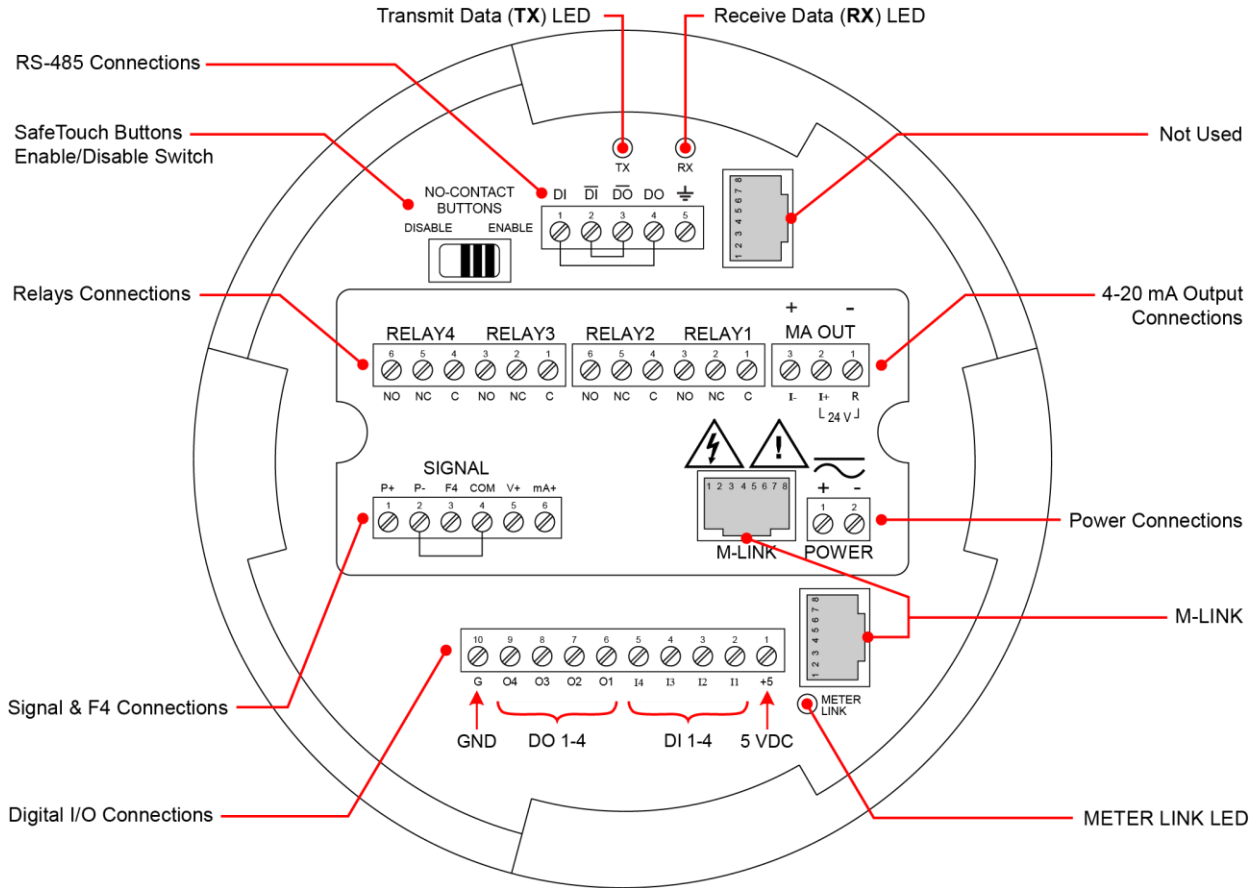 Transmit Data (TX) LED
Receive Data (RX) LED
RS-485 Connections
SafeTouch Buttons
Enable/Disable Switch
Not Used
TX
RX
NO-CONTACT
BUTTONS
DISABLE
ENABLE
DI D̅I̅ D̅O̅ DO
1 2 3 4 5
1 2 3 4 5 6 7 8
Relays Connections
4-20 mA Output
Connections
RELAY4 RELAY3
6 5 4 3 2 1
NO NC C NO NC C
RELAY2 RELAY1
6 5 4 3 2 1
NO NC C NO NC C
+ -
MA OUT
3 2 1
I- I+ R
24 V
SIGNAL
P+ P- F4 COM V+ mA+
1 2 3 4 5 6
!
1 2 3 4 5 6 7 8
M-LINK
+ -
1 2
POWER
Power Connections
M-LINK
1 2 3 4 5 6 7 8
METER
LINK
10 9 8 7 6 5 4 3 2 1
G O4 O3 O2 O1 I4 I3 I2 I1 +5
GND DO 1-4 DI 1-4 5 VDC
Signal & F4 Connections
Digital I/O Connections
METER LINK LED